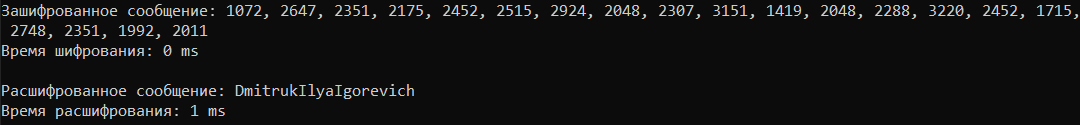 Зашифрованное сообщение: 1072, 2647, 2351, 2175, 2452, 2515, 2924, 2048, 2307, 3151, 1419, 2048, 2288, 3220, 2452, 1715,
2748, 2351, 1992, 2011
Время шифрования: 0 ms
Расшифрованное сообщение: DmitrukIlyaIgorevich
Время расшифрования: 1 ms